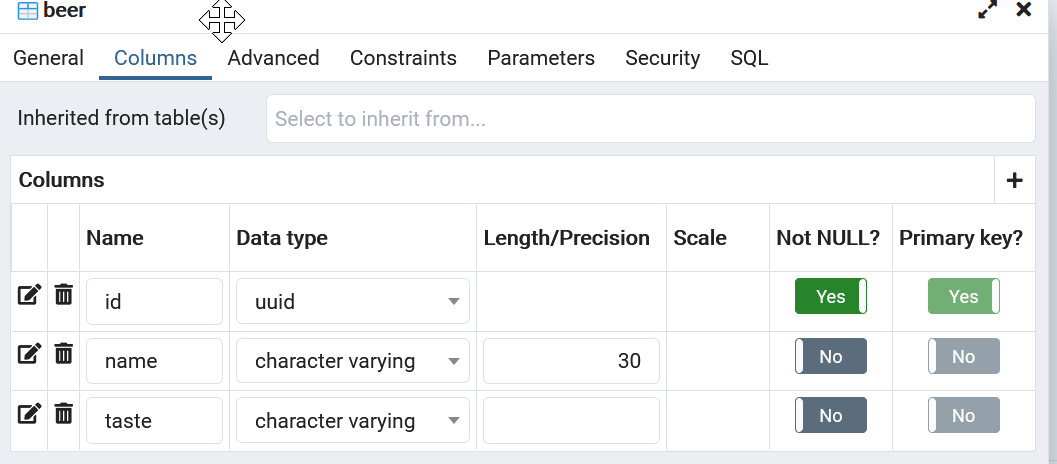 beer
General Columns Advanced Constraints Parameters Security SQL
Inherited from table(s) Select to inherit from...
Columns
Name Data type Length/Precision Scale Not NULL? Primary key?
id uuid Yes Yes
name character varying 30 No No
taste character varying No No